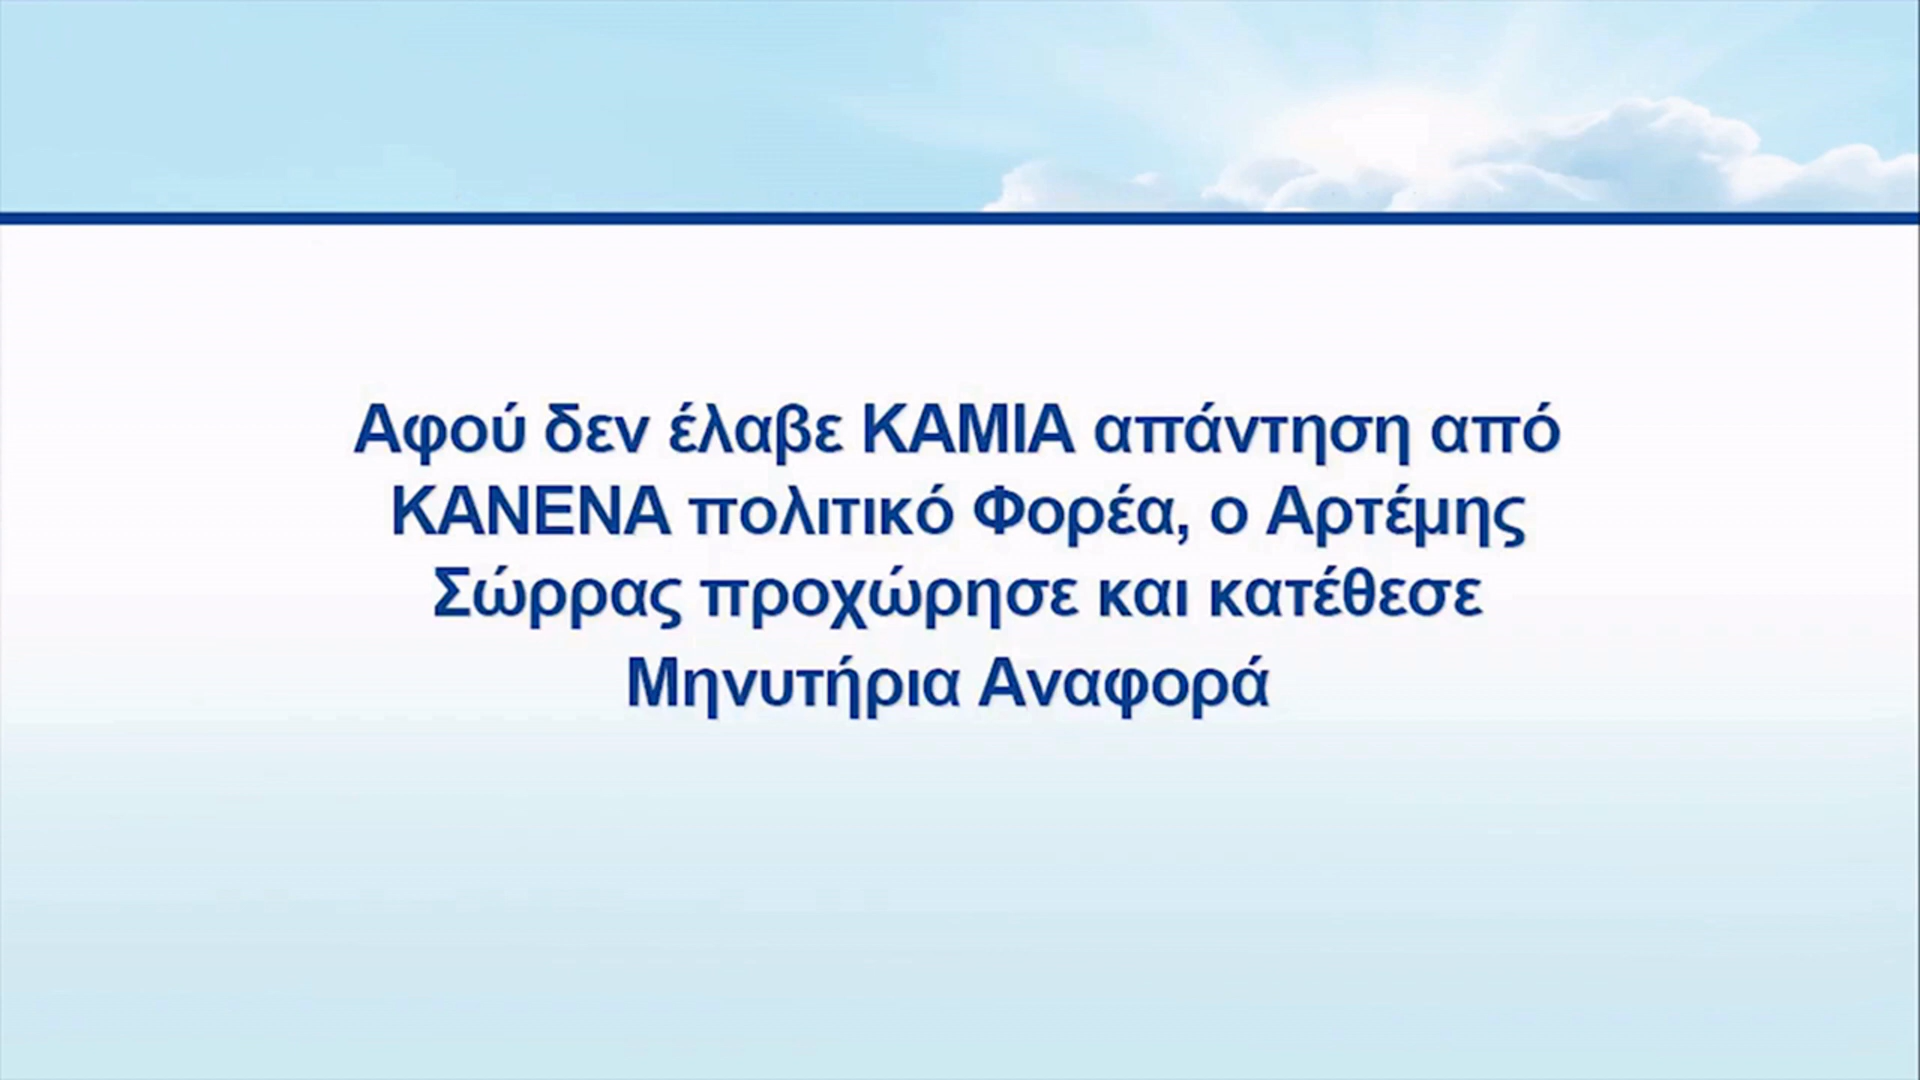 Αφού δεν έλαβε ΚΑΜΙΑ απάντηση από
ΚΑΝΕΝΑ πολιτικό Φορέα, ο Αρτέμης
Σώρρας προχώρησε και κατέθεσε
Μηνυτήρια Αναφορά